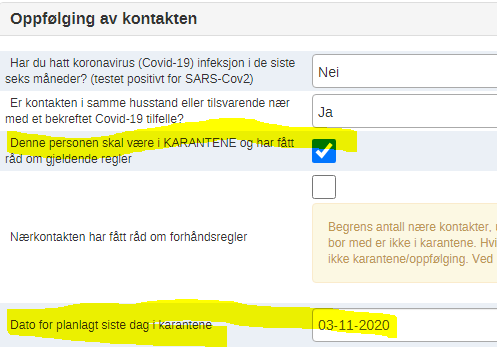 Oppfølging av kontakten
Har du hatt koronavirus (Covid-19) infeksjon i de siste
seks måneder? (testet positivt for SARS-Cov2)
Nei
Er kontakten i samme husstand eller tilsvarende nær
med et bekreftet Covid-19 tilfelle?
Ja
Denne personen skal være i KARANTENE og har fått
råd om gjeldende regler
Nærkontakten har fått råd om forhåndsregler
Begrens antall nære kontakter,
bor med er ikke i karantene. Hvi
ikke karantene/oppfølging. Ved
Dato for planlagt siste dag i karantene
03-11-2020